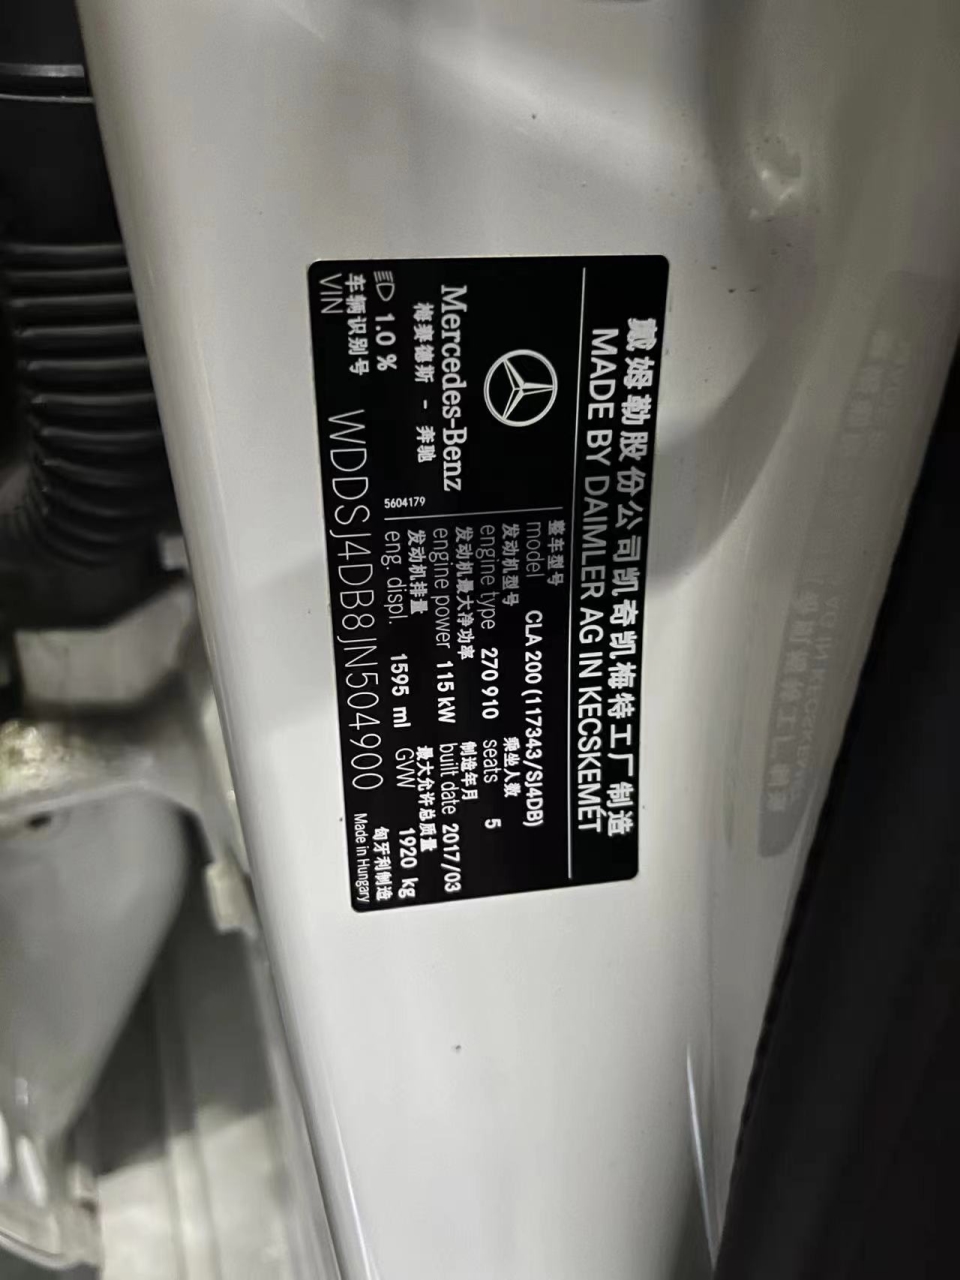 戴姆勒股份公司凯奇凯梅特工厂制造
MADE BY DAIMLER AG IN KECSKEMET
Mercedes-Benz
梅赛德斯 - 奔驰
1.0 %
5604179
整车型号
model CLA 200 (117343/SJ4DB)
发动机型号 乘坐人数
engine type 270 910 seats 5
发动机最大净功率 制造年月
engine power 115 kW built date 2017/03
发动机排量 最大允许总质量
eng. displ. 1595 ml GVW 1920 kg
车辆识别号 匈牙利制造
VIN WDDSJ4DB8JN504900 Made in Hungary